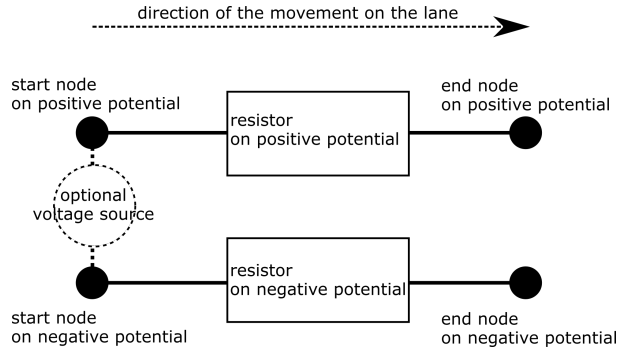 direction of the movement on the lane
start node
on positive potential
end node
on positive potential
resistor
on positive potential
optional
voltage source
resistor
on negative potential
start node
on negative potential
end node
on negative potential